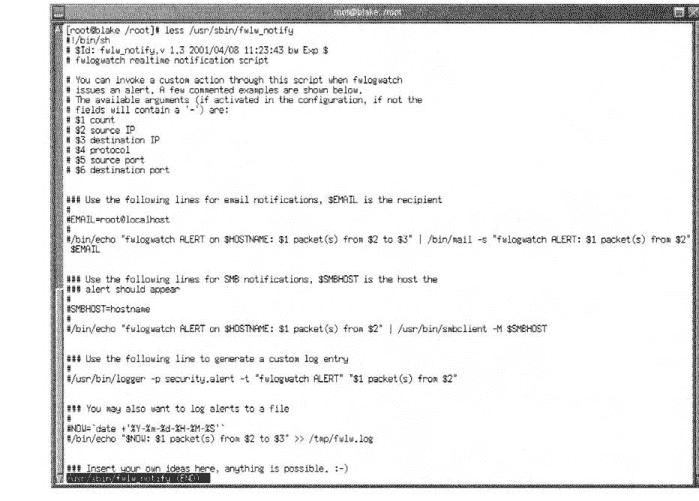 root@blake: /root
[root@blake /root]# less /usr/sbin/fwlw_notify
#!/bin/sh
# $Id: fwlw_notify,v 1.3 2001/04/08 11:23:43 bw Exp $
# fwlogwatch realtime notification script
# You can invoke a custom action through this script when fwlogwatch
# issues an alert. A few commented examples are shown below.
# The available arguments (if activated in the configuration, if not the
# fields will contain a '-') are:
# $1 count
# $2 source IP
# $3 destination IP
# $4 protocol
# $5 source port
# $6 destination port
### Use the following lines for email notifications, $EMAIL is the recipient
#
#EMAIL=root@localhost
#
#/bin/echo "fwlogwatch ALERT on $HOSTNAME: $1 packet(s) from $2 to $3" | /bin/mail -s "fwlogwatch ALERT: $1 packet(s) from $2"
$EMAIL
### Use the following lines for SMB notifications, $SMBHOST is the host the
### alert should appear
#
#SMBHOST=hostname
#
#/bin/echo "fwlogwatch ALERT on $HOSTNAME: $1 packet(s) from $2" | /usr/bin/smbclient -M $SMBHOST
### Use the following line to generate a custom log entry
#
#/usr/bin/logger -p security.alert -t "fwlogwatch ALERT" "$1 packet(s) from $2"
### You may also want to log alerts to a file
#
#NOW=`date +'%Y-%m-%d-%H-%M-%S'`
#/bin/echo "$NOW: $1 packet(s) from $2 to $3" >> /tmp/fwlw.log
### Insert your own ideas here, anything is possible. :-)
/usr/sbin/fwlw_notify (END)